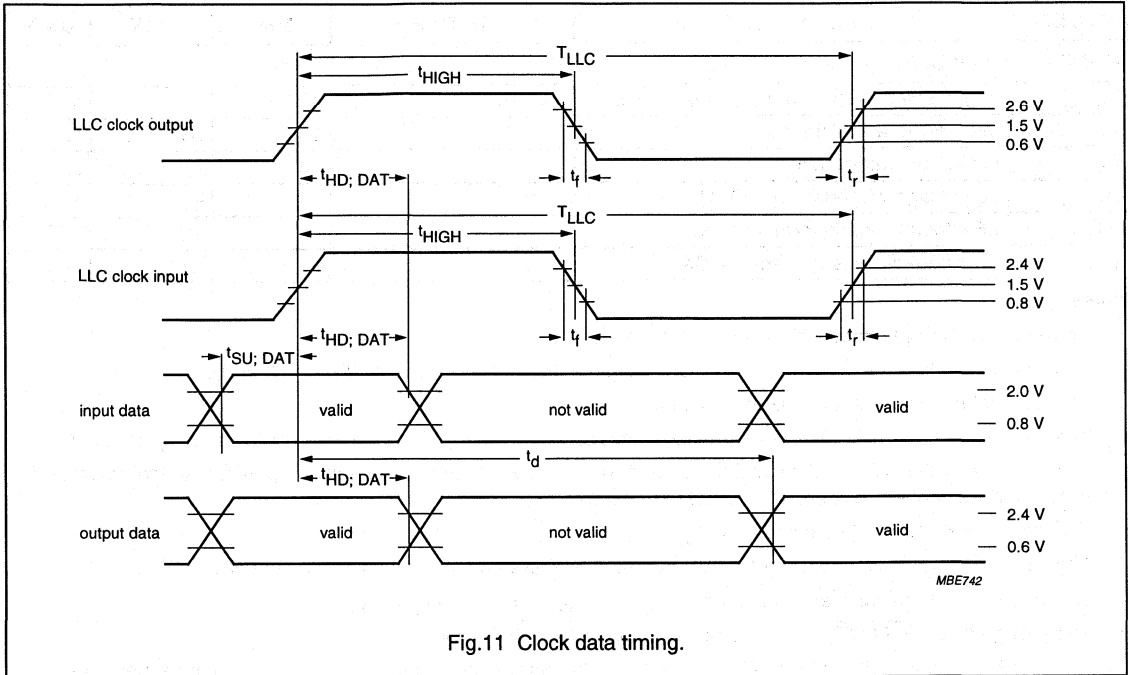 T_LLC
t_HIGH
2.6 V
LLC clock output
1.5 V
0.6 V
t_HD; DAT
t_f
t_r
T_LLC
t_HIGH
2.4 V
LLC clock input
1.5 V
0.8 V
t_HD; DAT
t_f
t_r
t_SU; DAT
2.0 V
input data
valid
not valid
valid
0.8 V
t_d
t_HD; DAT
2.4 V
output data
valid
not valid
valid
0.6 V
MBE742
Fig.11 Clock data timing.